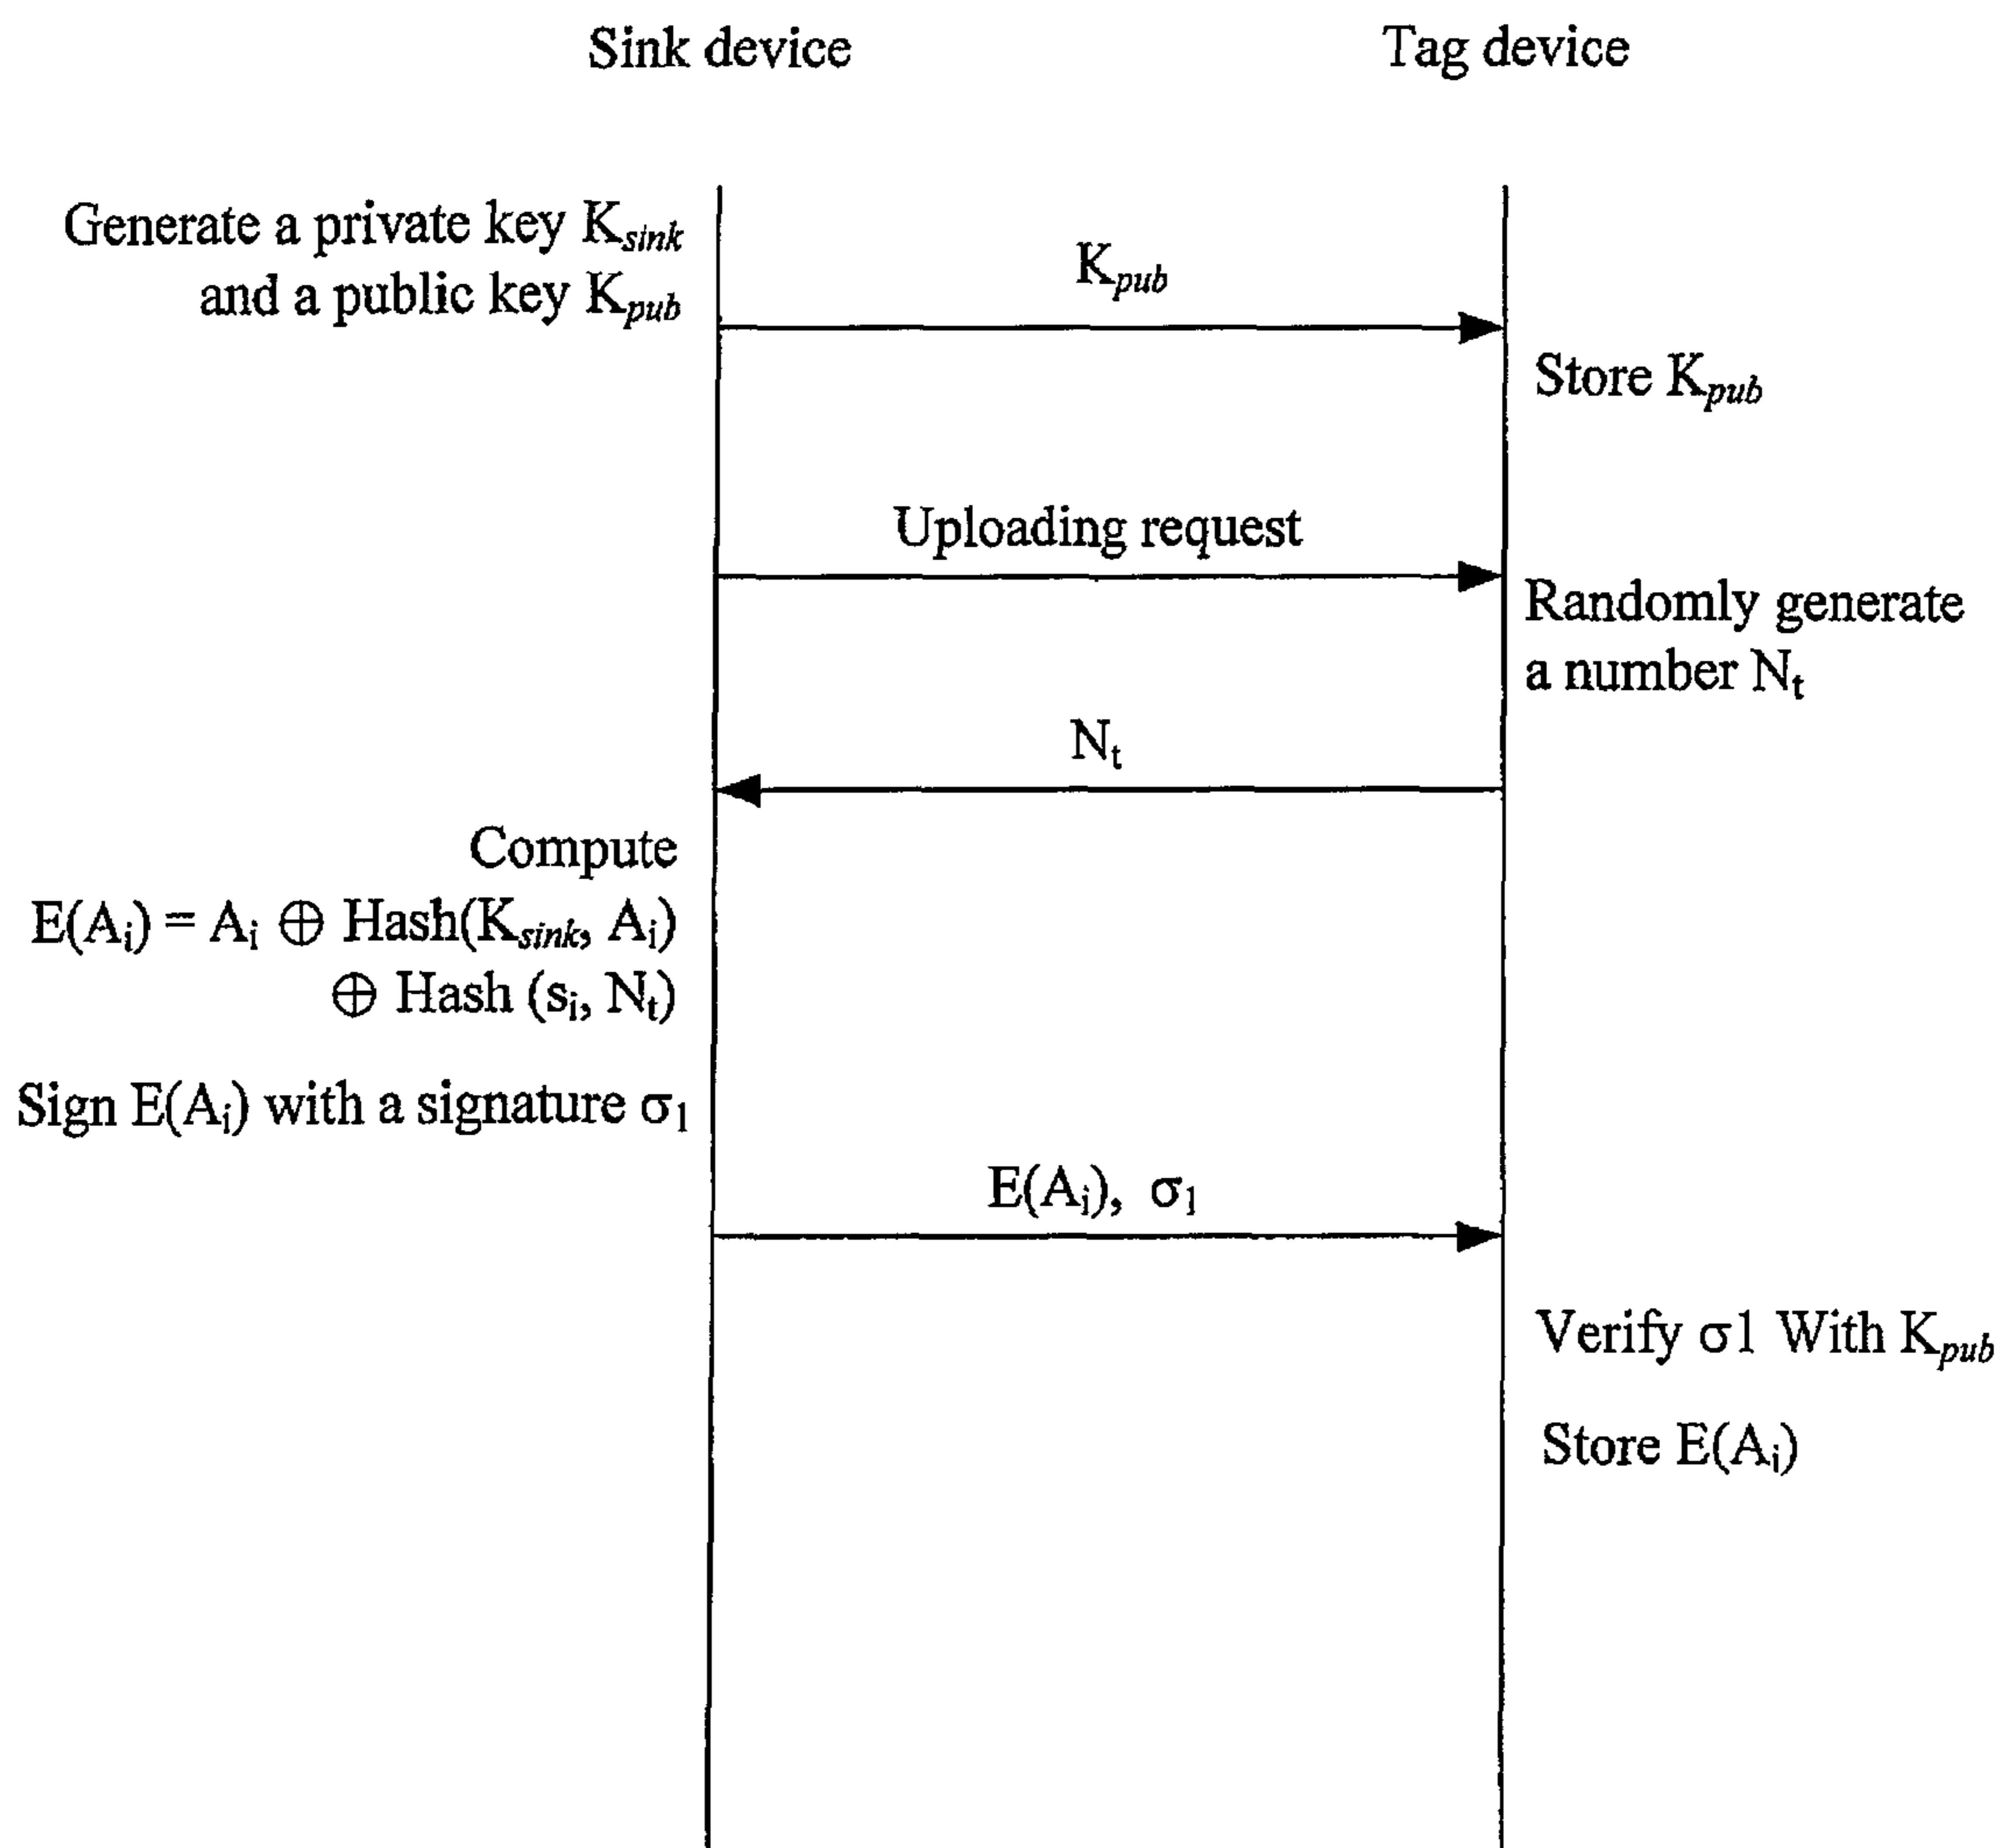 Sink device
Tag device
Generate a private key K_sink
and a public key K_pub
K_pub
Store K_pub
Uploading request
Randomly generate
a number N_t
N_t
Compute
E(A_i) = A_i ⊕ Hash(K_sink, A_i)
⊕ Hash (s_i, N_t)
Sign E(A_i) with a signature σ_1
E(A_i), σ_1
Verify σ1 With K_pub
Store E(A_i)